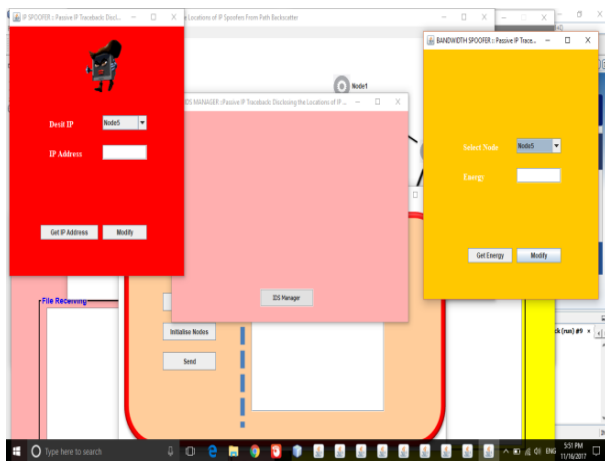 IP SPOOFER :: Passive IP Traceback: Discl...
e Locations of IP Spoofers From Path Backscatter
BANDWIDTH SPOOFER :: Passive IP Trace...
Node1
IDS MANAGER ::Passive IP Traceback: Disclosing the Locations of IP ...
Destit IP
Node5
IP Address
Select Node
Node5
Energy
Get IP Address
Modify
Get Energy
Modify
IDS Manager
File Receiving
Initialise Nodes
Send
ck (run) #9
Type here to search
ENG
5:51 PM
11/16/2017